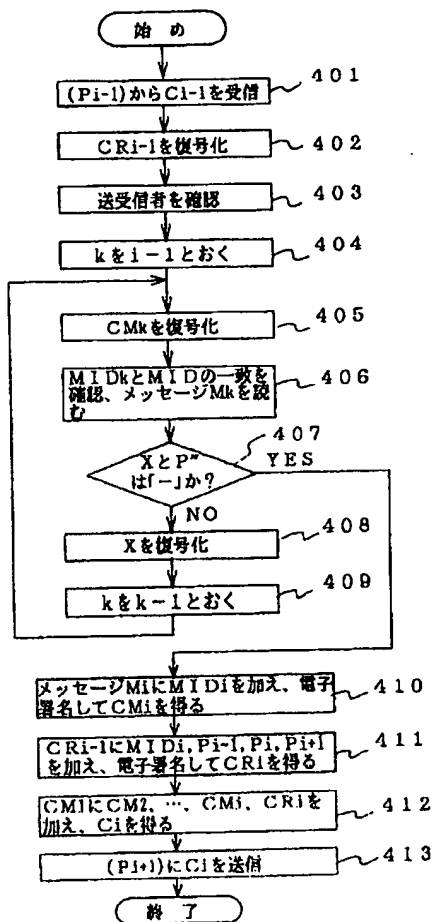 始め
(Pi-1)からCi-1を受信
401
CRi-1を復号化
402
送受信者を確認
403
kをi-1とおく
404
CMkを復号化
405
MIDkとMIDの一致を
確認、メッセージMkを読
む
406
407
XとP"
は「-」か?
YES
NO
Xを復号化
408
kをk-1とおく
409
メッセージMiにMIDiを加え、電子
署名してCMiを得る
410
CRi-1にMIDi,Pi-1,Pi,Pi+1
を加え、電子署名してCRiを得る
411
CM1にCM2、…、CMi、CRiを
加え、Ciを得る
412
(Pi+1)にCiを送信
413
終了